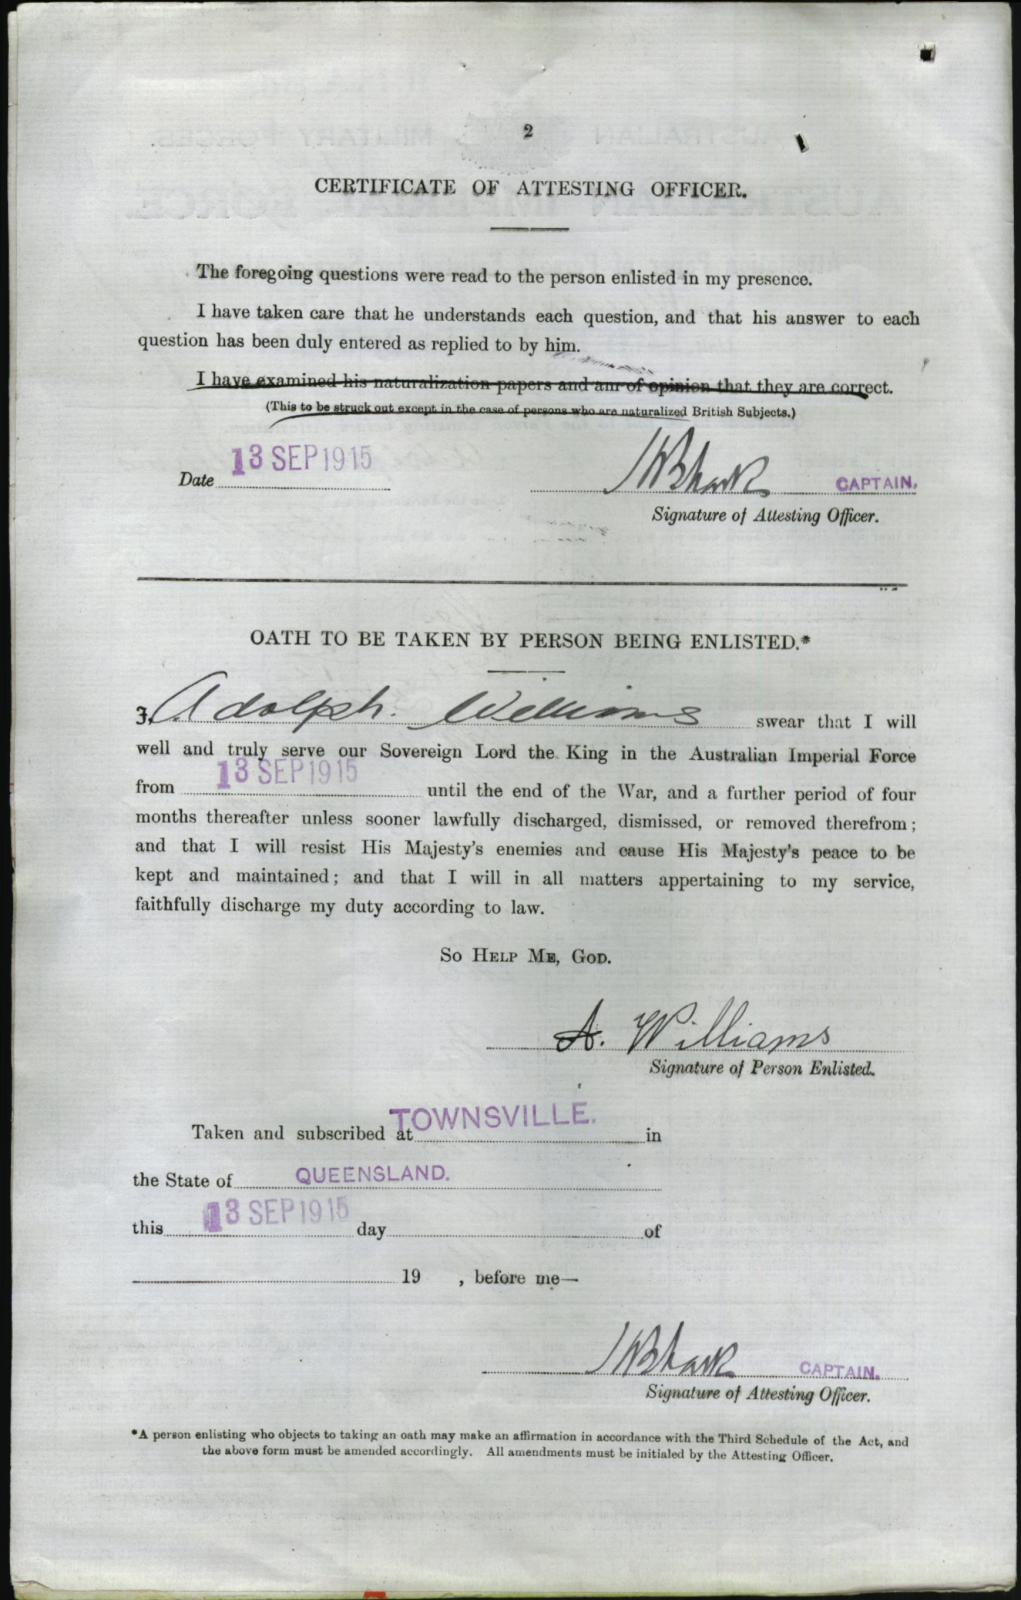 2
CERTIFICATE OF ATTESTING OFFICER.
The foregoing questions were read to the person enlisted in my presence.
I have taken care that he understands each question, and that his answer to each
question has been duly entered as replied to by him.
I have examined his naturalization papers and am of opinion that they are correct.
(This to be struck out except in the case of persons who are naturalized British Subjects.)
Date 13 SEP 1915
CAPTAIN.
Signature of Attesting Officer.
OATH TO BE TAKEN BY PERSON BEING ENLISTED.*
I, Adolph. Williams swear that I will
well and truly serve our Sovereign Lord the King in the Australian Imperial Force
from 13 SEP 1915 until the end of the War, and a further period of four
months thereafter unless sooner lawfully discharged, dismissed, or removed therefrom;
and that I will resist His Majesty's enemies and cause His Majesty's peace to be
kept and maintained; and that I will in all matters appertaining to my service,
faithfully discharge my duty according to law.
So Help Me, God.
A. Williams
Signature of Person Enlisted.
Taken and subscribed at TOWNSVILLE. in
the State of QUEENSLAND.
this 13 SEP 1915 day of
19 , before me—
CAPTAIN.
Signature of Attesting Officer.
*A person enlisting who objects to taking an oath may make an affirmation in accordance with the Third Schedule of the Act, and
the above form must be amended accordingly. All amendments must be initialed by the Attesting Officer.